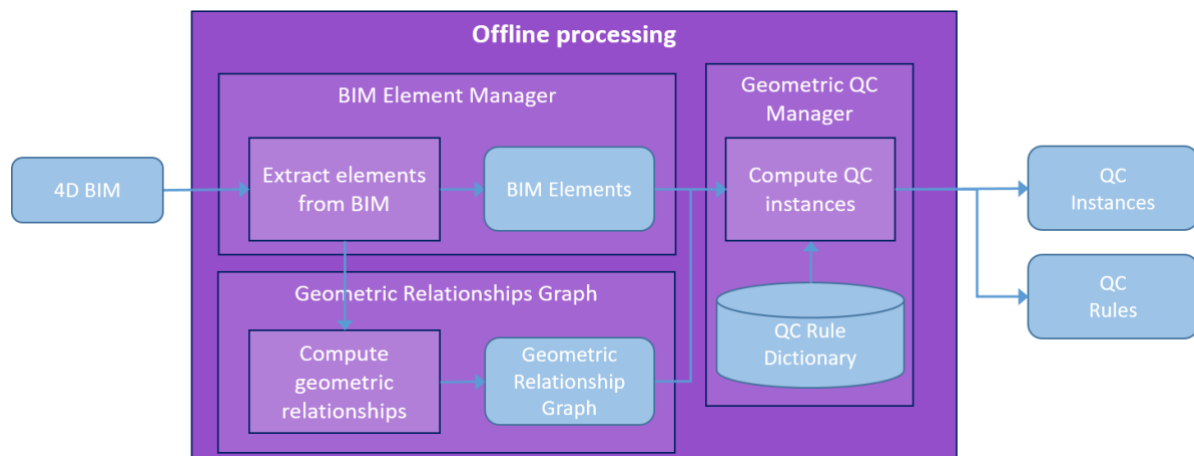 Offline processing
BIM Element Manager
Geometric QC
Manager
4D BIM
Extract elements
from BIM
BIM Elements
Compute QC
instances
QC
Instances
Geometric Relationships Graph
QC
Rules
Compute
geometric
relationships
Geometric
Relationship
Graph
QC Rule
Dictionary